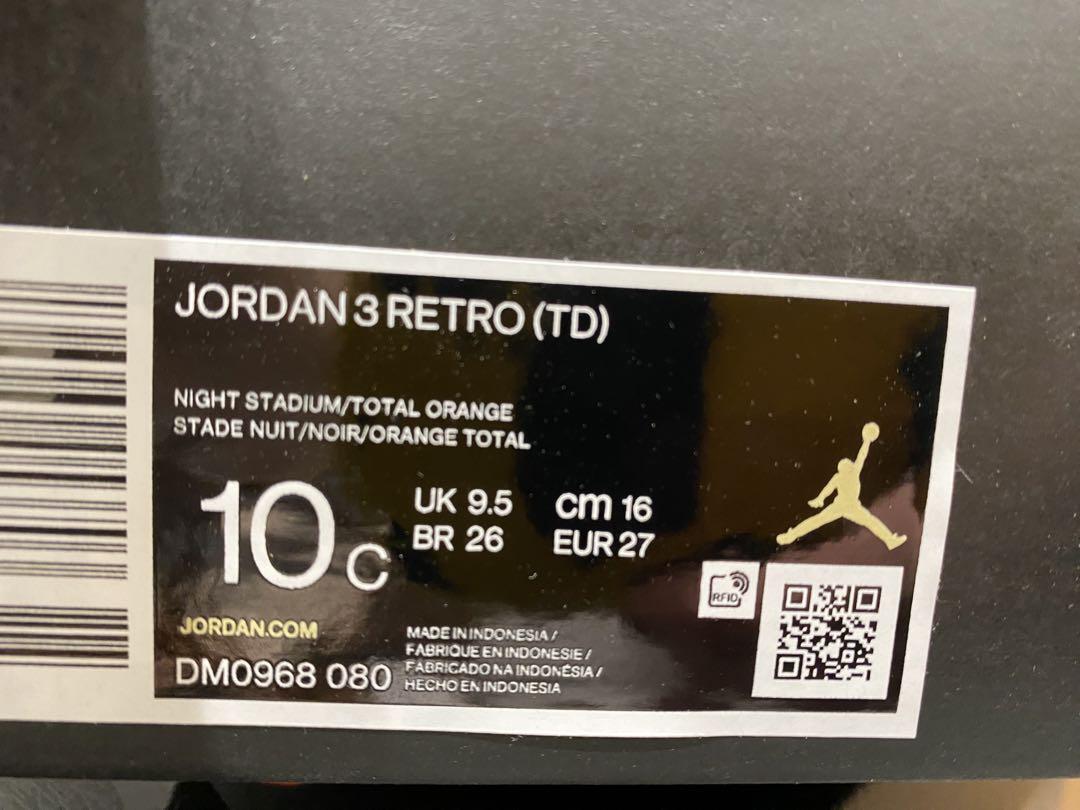 JORDAN 3 RETRO (TD)
NIGHT STADIUM/TOTAL ORANGE
STADE NUIT/NOIR/ORANGE TOTAL
10 C
UK 9.5 cm 16
BR 26 EUR 27
RFID
JORDAN.COM
DM0968 080
MADE IN INDONESIA /
FABRIQUE EN INDONESIE /
FABRICADO NA INDONÉSIA /
HECHO EN INDONESIA